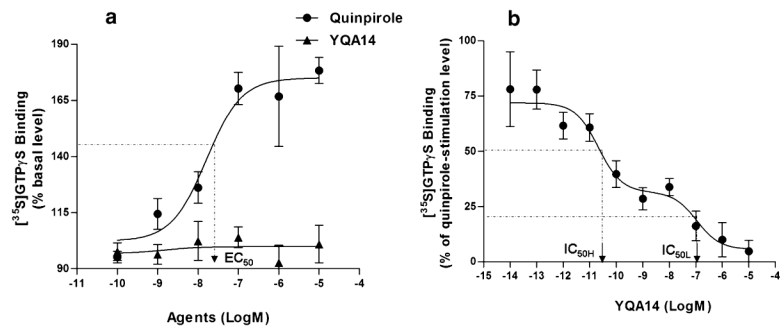 a
Quinpirole
YQA14
[³⁵S]GTPγS Binding
(% basal level)
190
165
140
115
90
EC₅₀
-11 -10 -9 -8 -7 -6 -5 -4
Agents (LogM)
b
[³⁵S]GTPγS Binding
(% of quinpirole-stimulation level)
100
75
50
25
0
IC₅₀H IC₅₀L
-15 -14 -13 -12 -11 -10 -9 -8 -7 -6 -5 -4
YQA14 (LogM)